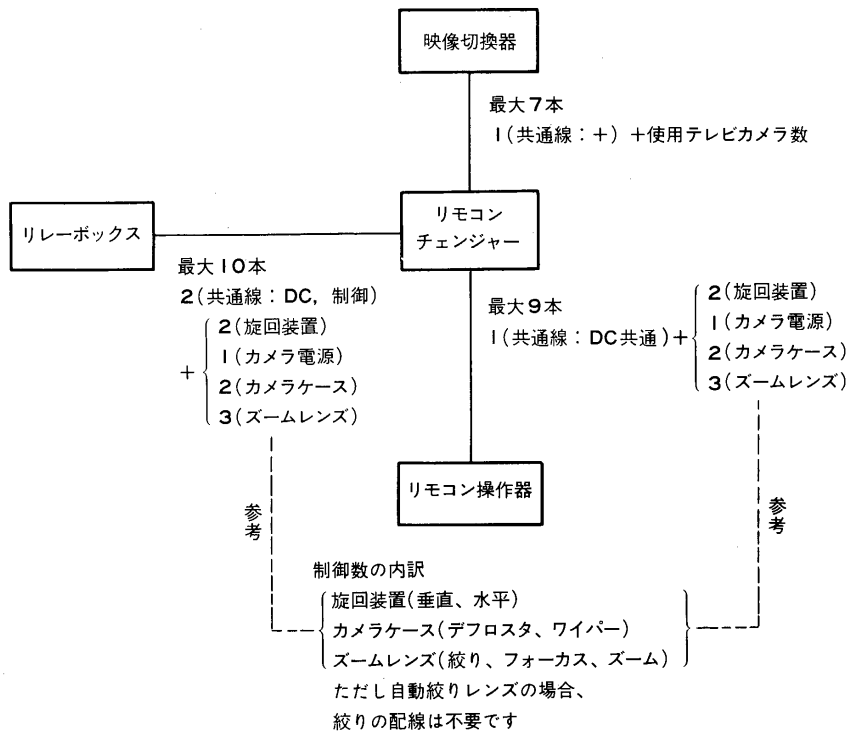 映像切換器
最大7本
1(共通線：+)+使用テレビカメラ数
リレーボックス
リモコン
チェンジャー
最大10本
2(共通線：DC，制御)
+
2(旋回装置)
1(カメラ電源)
2(カメラケース)
3(ズームレンズ)
最大9本
1(共通線：DC共通)+
2(旋回装置)
1(カメラ電源)
2(カメラケース)
3(ズームレンズ)
リモコン操作器
参考
参考
制御数の内訳
旋回装置(垂直、水平)
カメラケース(デフロスタ、ワイパー)
ズームレンズ(絞り、フォーカス、ズーム)
ただし自動絞りレンズの場合、
絞りの配線は不要です